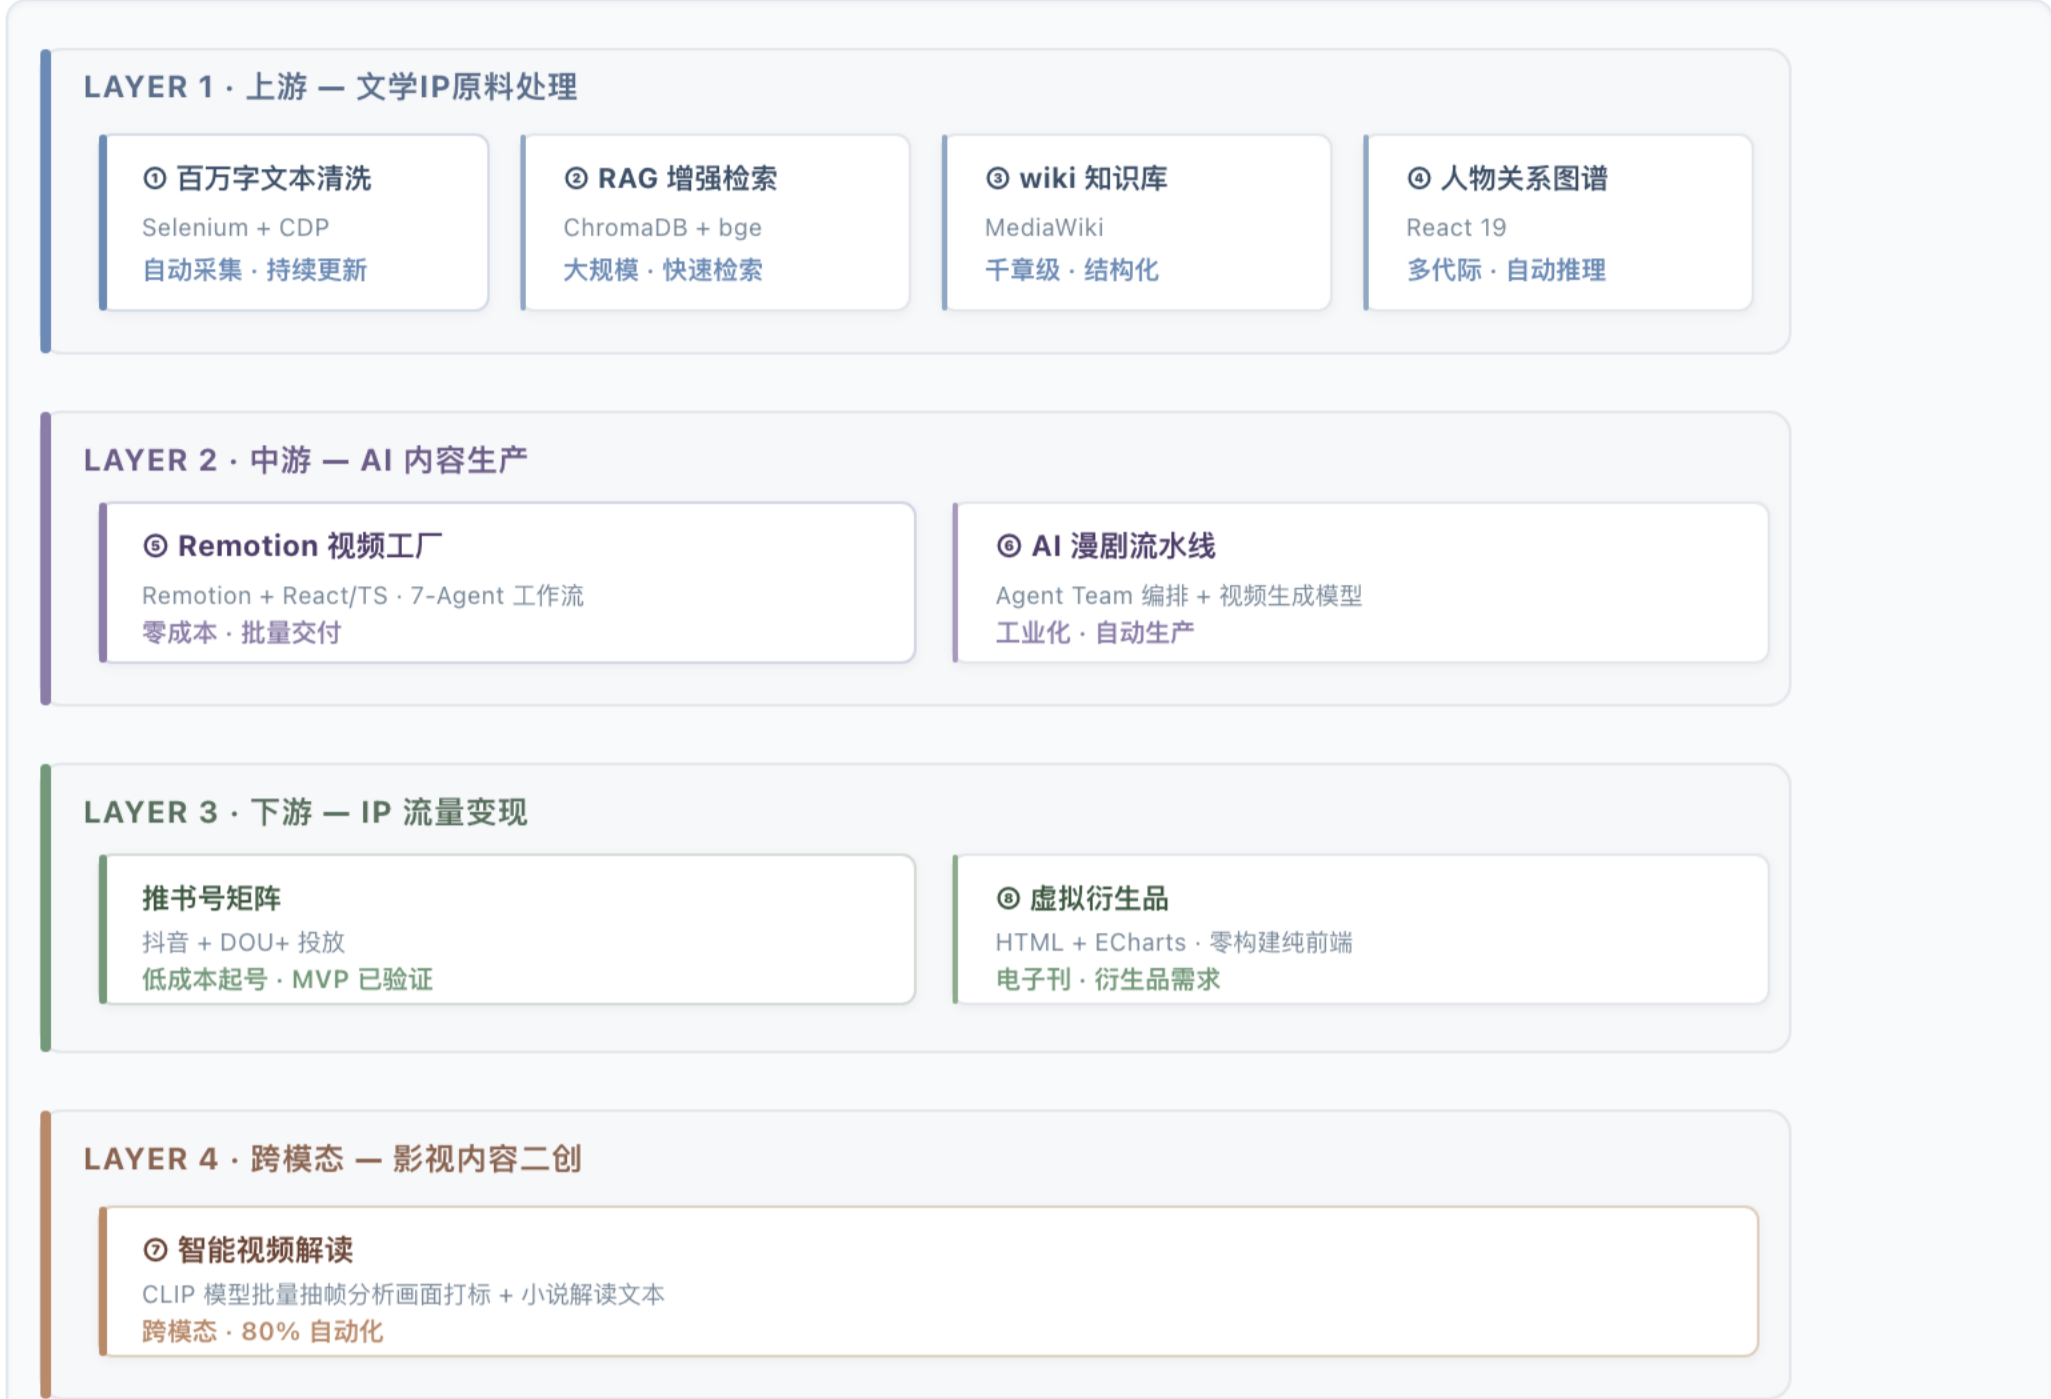 LAYER 1 · 上游 — 文学IP原料处理
① 百万字文本清洗
Selenium + CDP
自动采集 · 持续更新
② RAG 增强检索
ChromaDB + bge
大规模 · 快速检索
③ wiki 知识库
MediaWiki
千章级 · 结构化
④ 人物关系图谱
React 19
多代际 · 自动推理
LAYER 2 · 中游 — AI 内容生产
⑤ Remotion 视频工厂
Remotion + React/TS · 7-Agent 工作流
零成本 · 批量交付
⑥ AI 漫剧流水线
Agent Team 编排 + 视频生成模型
工业化 · 自动生产
LAYER 3 · 下游 — IP 流量变现
推书号矩阵
抖音 + DOU+ 投放
低成本起号 · MVP 已验证
⑧ 虚拟衍生品
HTML + ECharts · 零构建纯前端
电子刊 · 衍生品需求
LAYER 4 · 跨模态 — 影视内容二创
⑦ 智能视频解读
CLIP 模型批量抽帧分析画面打标 + 小说解读文本
跨模态 · 80% 自动化